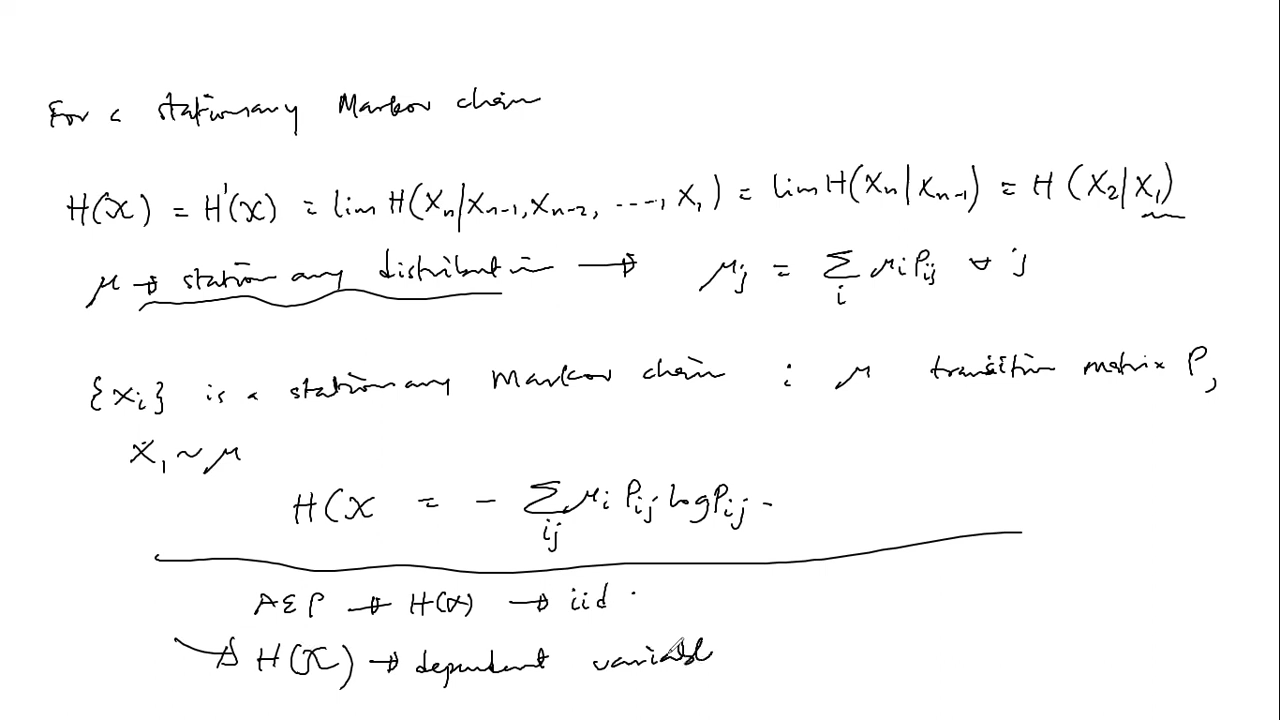 For a stationary Markov chain
H(𝒳) = H'(𝒳) = lim H(Xn|Xn-1, Xn-2, ----, X1) = lim H(Xn|Xn-1) = H(X2|X1)
μ → stationary distribution → μj = Σi μi Pij ∀ j
{Xi} is a stationary Markov chain : μ transition matrix P,
X1 ~ μ
H(𝒳 = - Σij μi Pij log Pij.
AEP → H(X) → iid.
→ H(𝒳) → dependent variable